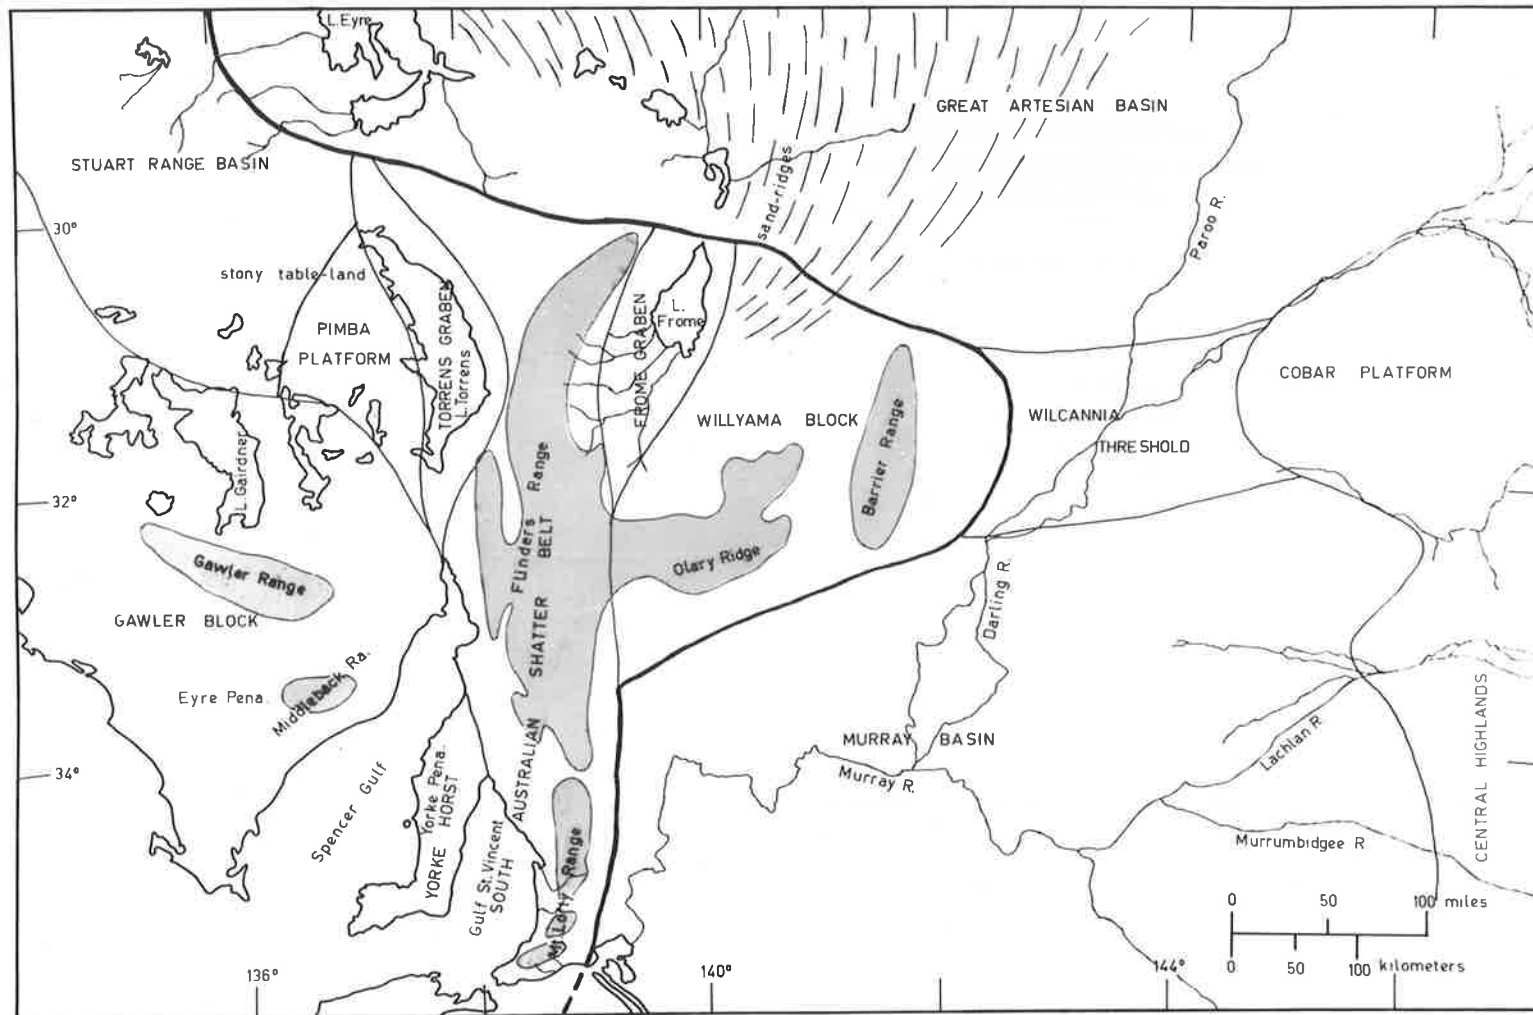 L. Eyre
GREAT ARTESIAN BASIN
STUART RANGE BASIN
sand-ridges
Paroo R.
30°
stony table-land
PIMBA
PLATFORM
TORRENS GRABEN
L. Torrens
FROME GRABEN
L.
Frome
COBAR PLATFORM
WILLYAMA BLOCK
Barrier Range
WILCANNIA
THRESHOLD
L. Gairdner
32°
Flinders Range
SHATTER BELT
Olary Ridge
Gawler Range
GAWLER BLOCK
Darling R.
Eyre Pena.
Middleback Ra.
MURRAY BASIN
Murray R.
Lachlan R
CENTRAL HIGHLANDS
34°
Spencer Gulf
Yorke Pena.
YORKE HORST
Gulf St. Vincent
SOUTH
AUSTRALIAN
Mt Lofty Range
Murrumbidgee R
0 50 100 miles
0 50 100 kilometers
136°
140°
144°